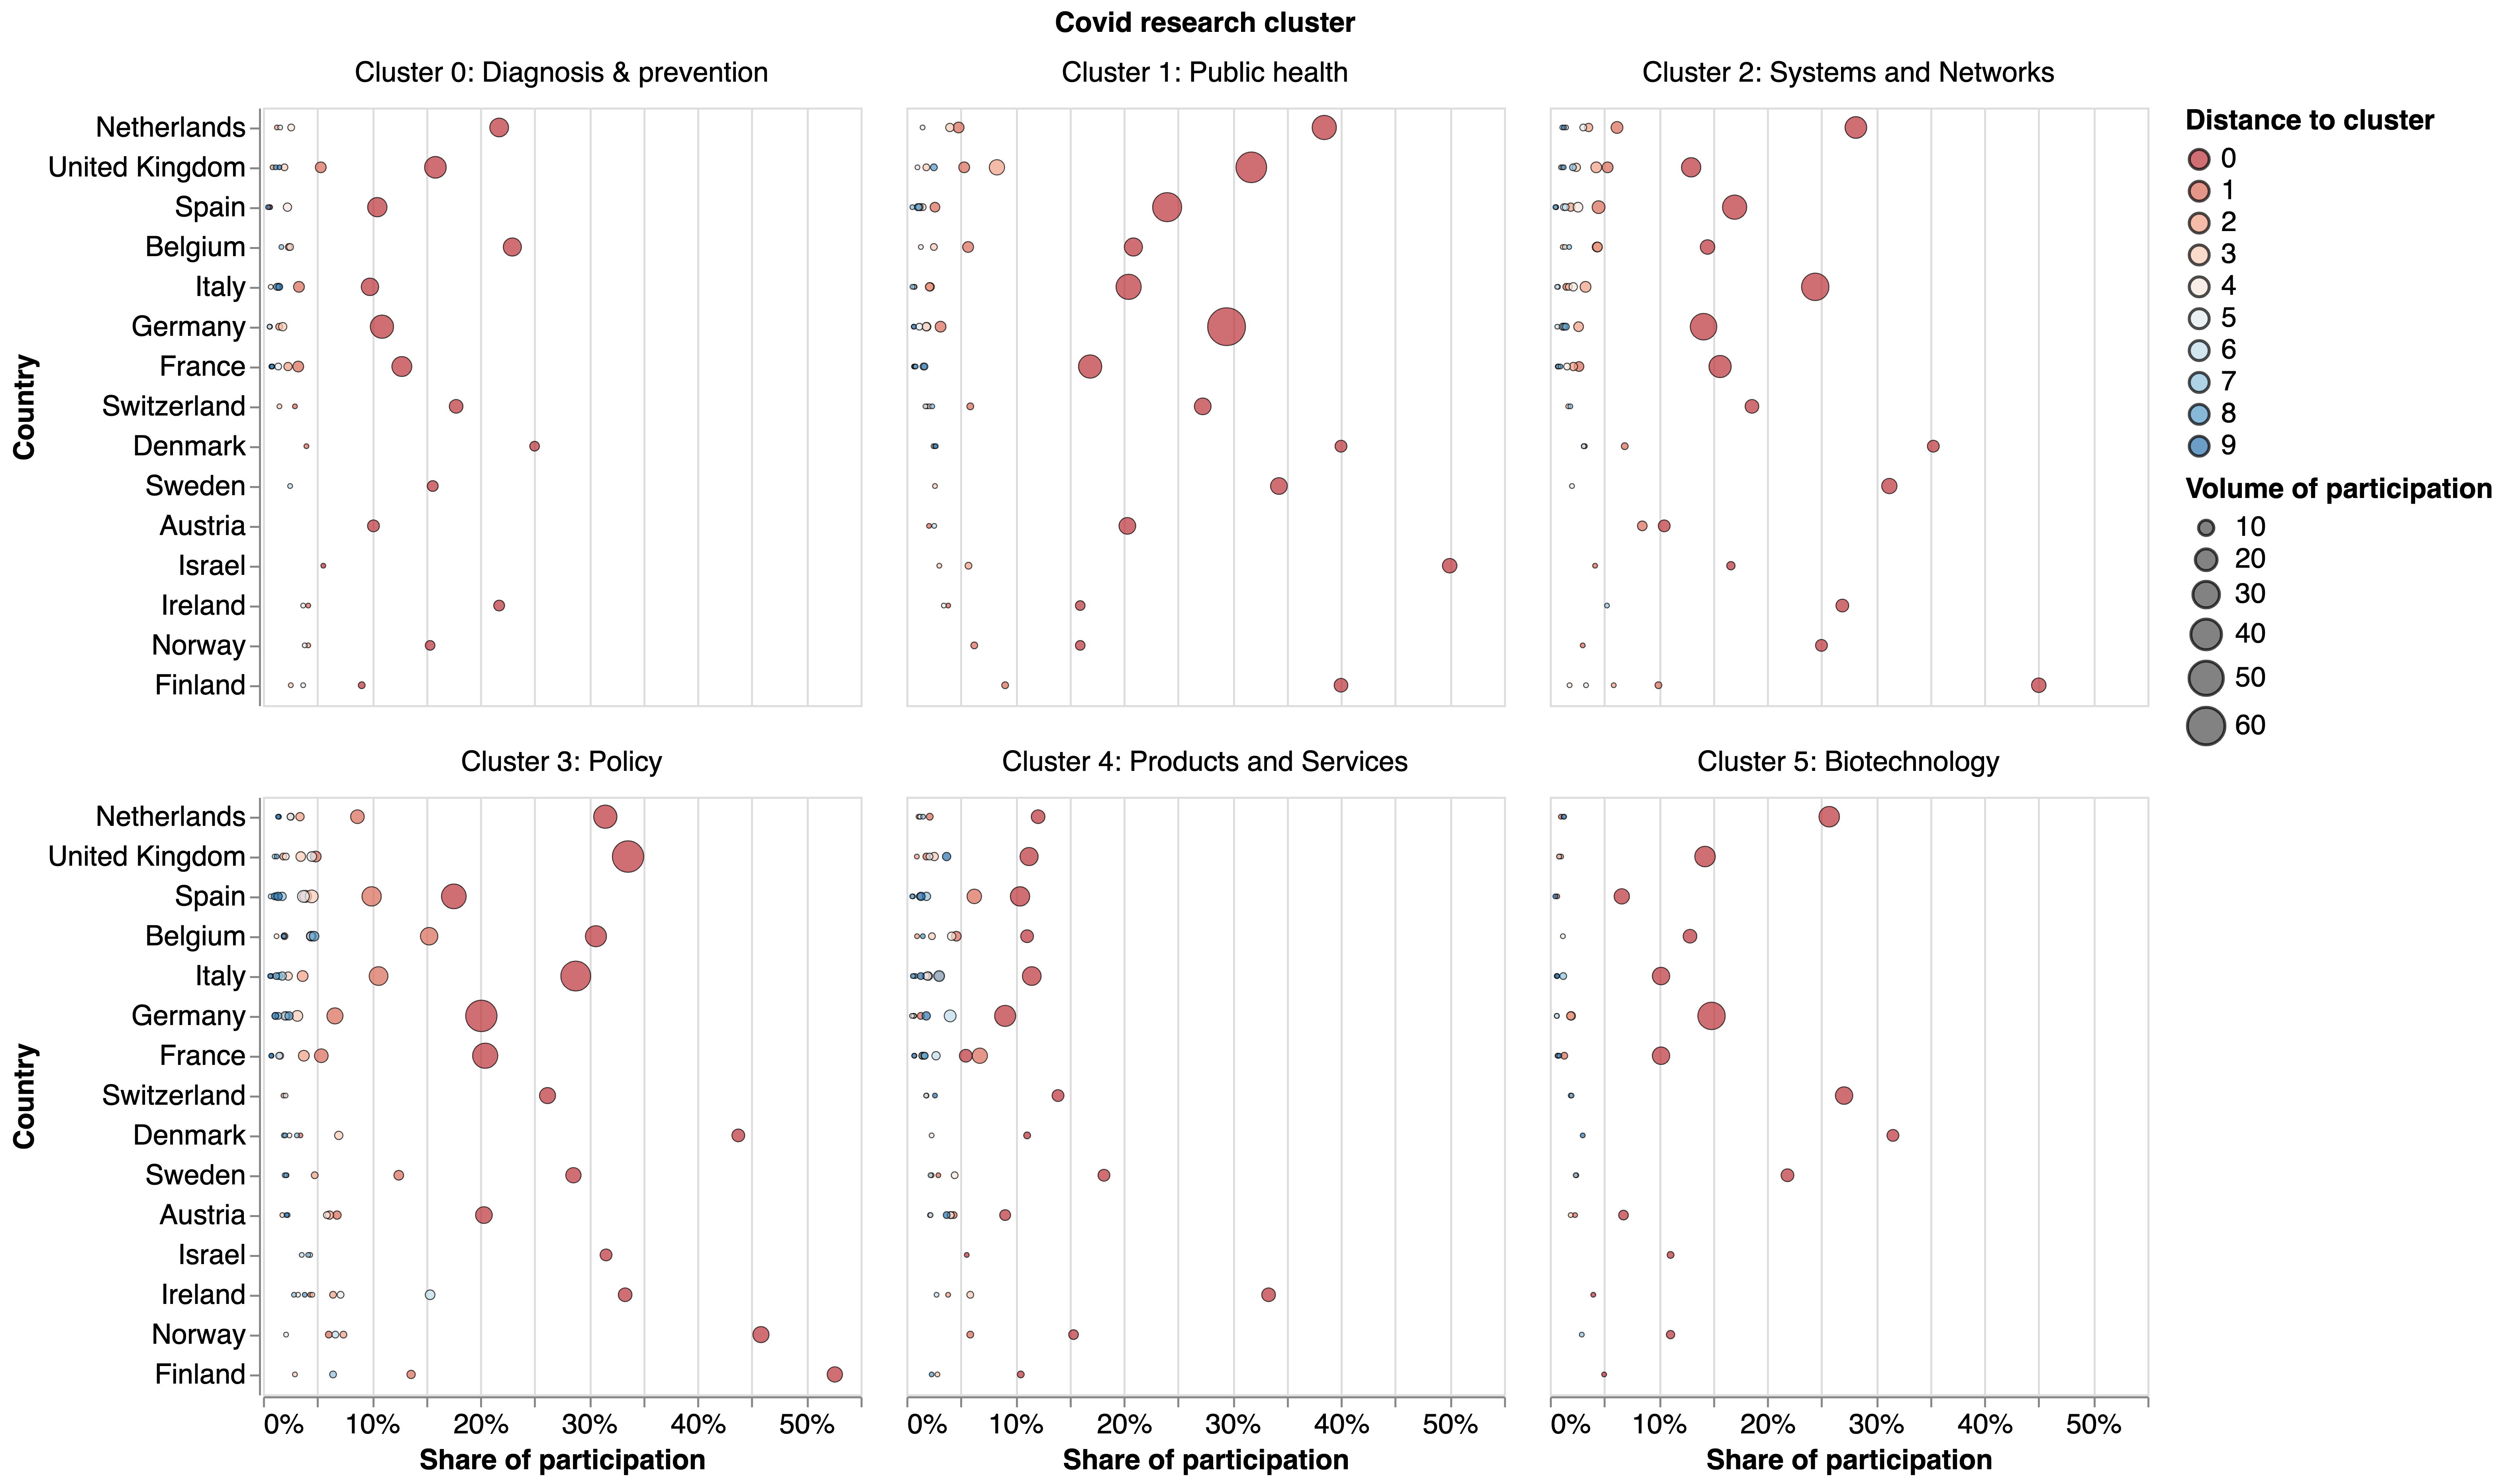 Covid research cluster
Cluster 0: Diagnosis & prevention
Cluster 1: Public health
Cluster 2: Systems and Networks
Country
Netherlands
United Kingdom
Spain
Belgium
Italy
Germany
France
Switzerland
Denmark
Sweden
Austria
Israel
Ireland
Norway
Finland
Distance to cluster
0
1
2
3
4
5
6
7
8
9
Volume of participation
10
20
30
40
50
60
Cluster 3: Policy
Cluster 4: Products and Services
Cluster 5: Biotechnology
Country
Netherlands
United Kingdom
Spain
Belgium
Italy
Germany
France
Switzerland
Denmark
Sweden
Austria
Israel
Ireland
Norway
Finland
0% 10% 20% 30% 40% 50%
0% 10% 20% 30% 40% 50%
0% 10% 20% 30% 40% 50%
Share of participation
Share of participation
Share of participation